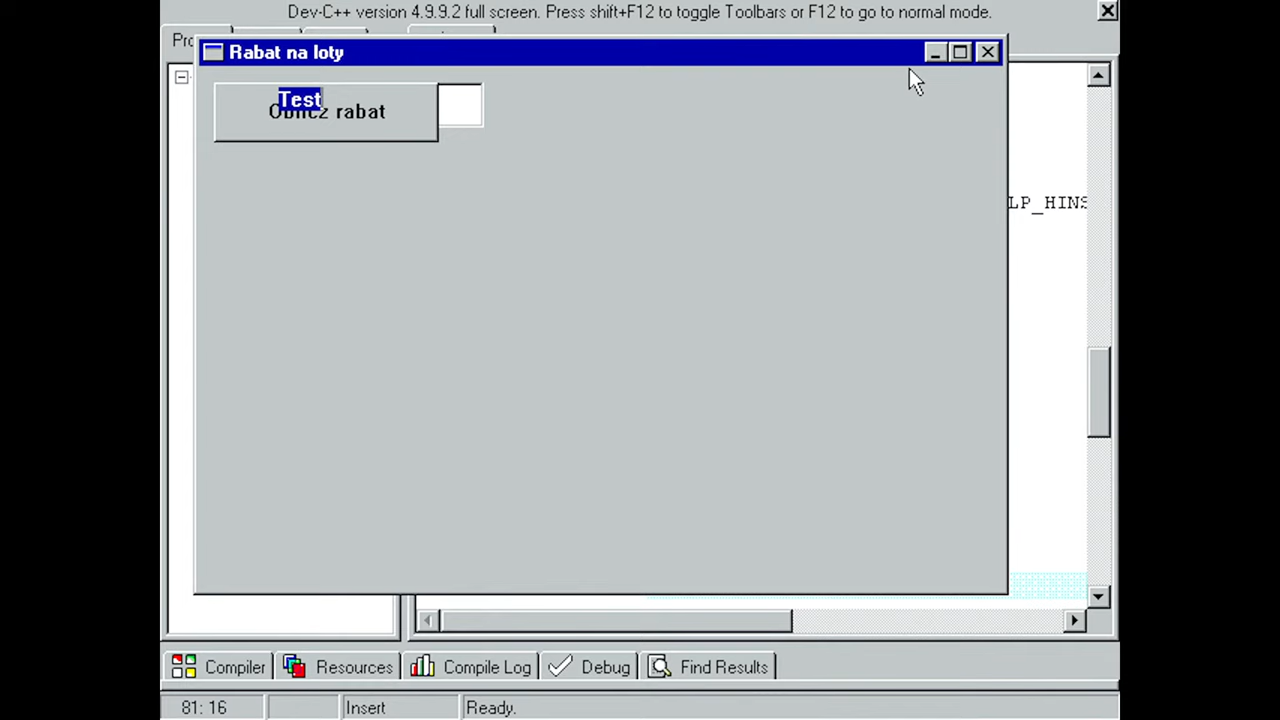 Dev-C++ version 4.9.9.2 full screen. Press shift+F12 to toggle Toolbars or F12 to go to normal mode.
Rabat na loty
Test
Oblicz rabat
LP_HINS
Compiler
Resources
Compile Log
Debug
Find Results
81: 16
Insert
Ready.